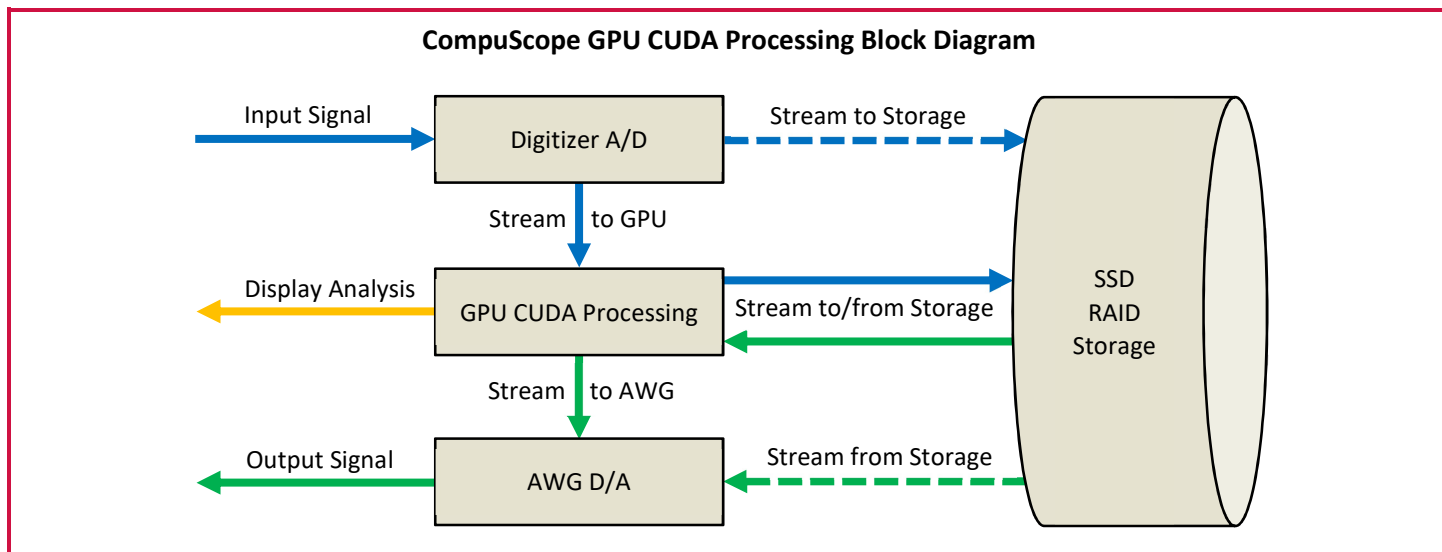 CompuScope GPU CUDA Processing Block Diagram
Input Signal
Digitizer A/D
Stream to Storage
Stream to GPU
Display Analysis
GPU CUDA Processing
Stream to/from Storage
SSD
RAID
Storage
Stream to AWG
Output Signal
AWG D/A
Stream from Storage